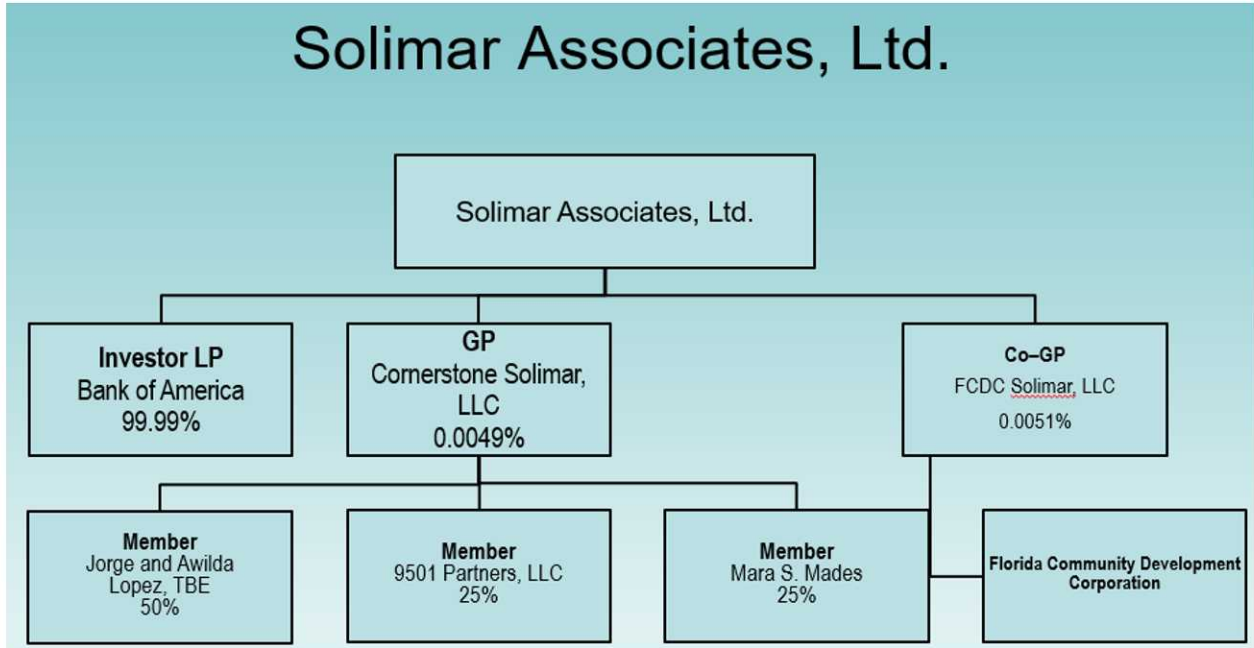 Solimar Associates, Ltd.
Solimar Associates, Ltd.
Investor LP
Bank of America
99.99%
GP
Cornerstone Solimar,
LLC
0.0049%
Co–GP
FCDC Solimar, LLC
0.0051%
Member
Jorge and Awilda
Lopez, TBE
50%
Member
9501 Partners, LLC
25%
Member
Mara S. Mades
25%
Florida Community Development
Corporation